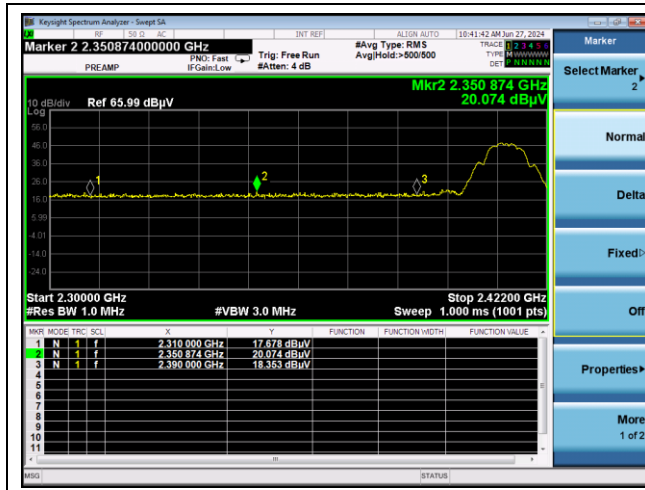 Keysight Spectrum Analyzer - Swept SA
RF 50 Ω AC INT REF ALIGN AUTO 10:41:42 AM Jun 27, 2024
Marker 2 2.350874000000 GHz
PREAMP
PNO: Fast
IFGain:Low
Trig: Free Run
#Atten: 4 dB
#Avg Type: RMS
Avg|Hold:>500/500
TRACE 1 2 3 4 5 6
TYPE MWWWWW
DET P N N N N N
Mkr2 2.350 874 GHz
20.074 dBµV
10 dB/div Ref 65.99 dBµV
Log
56.0
46.0
36.0
26.0
16.0
5.99
-4.01
-14.0
-24.0
1
2
3
Start 2.30000 GHz Stop 2.42200 GHz
#Res BW 1.0 MHz #VBW 3.0 MHz Sweep 1.000 ms (1001 pts)
MKR MODE TRC SCL X Y FUNCTION FUNCTION WIDTH FUNCTION VALUE
1 N 1 f 2.310 000 GHz 17.678 dBµV
2 N 1 f 2.350 874 GHz 20.074 dBµV
3 N 1 f 2.390 000 GHz 18.353 dBµV
4
5
6
7
8
9
10
11
MSG STATUS
Marker
Select Marker
2
Normal
Delta
Fixed
Off
Properties
More
1 of 2